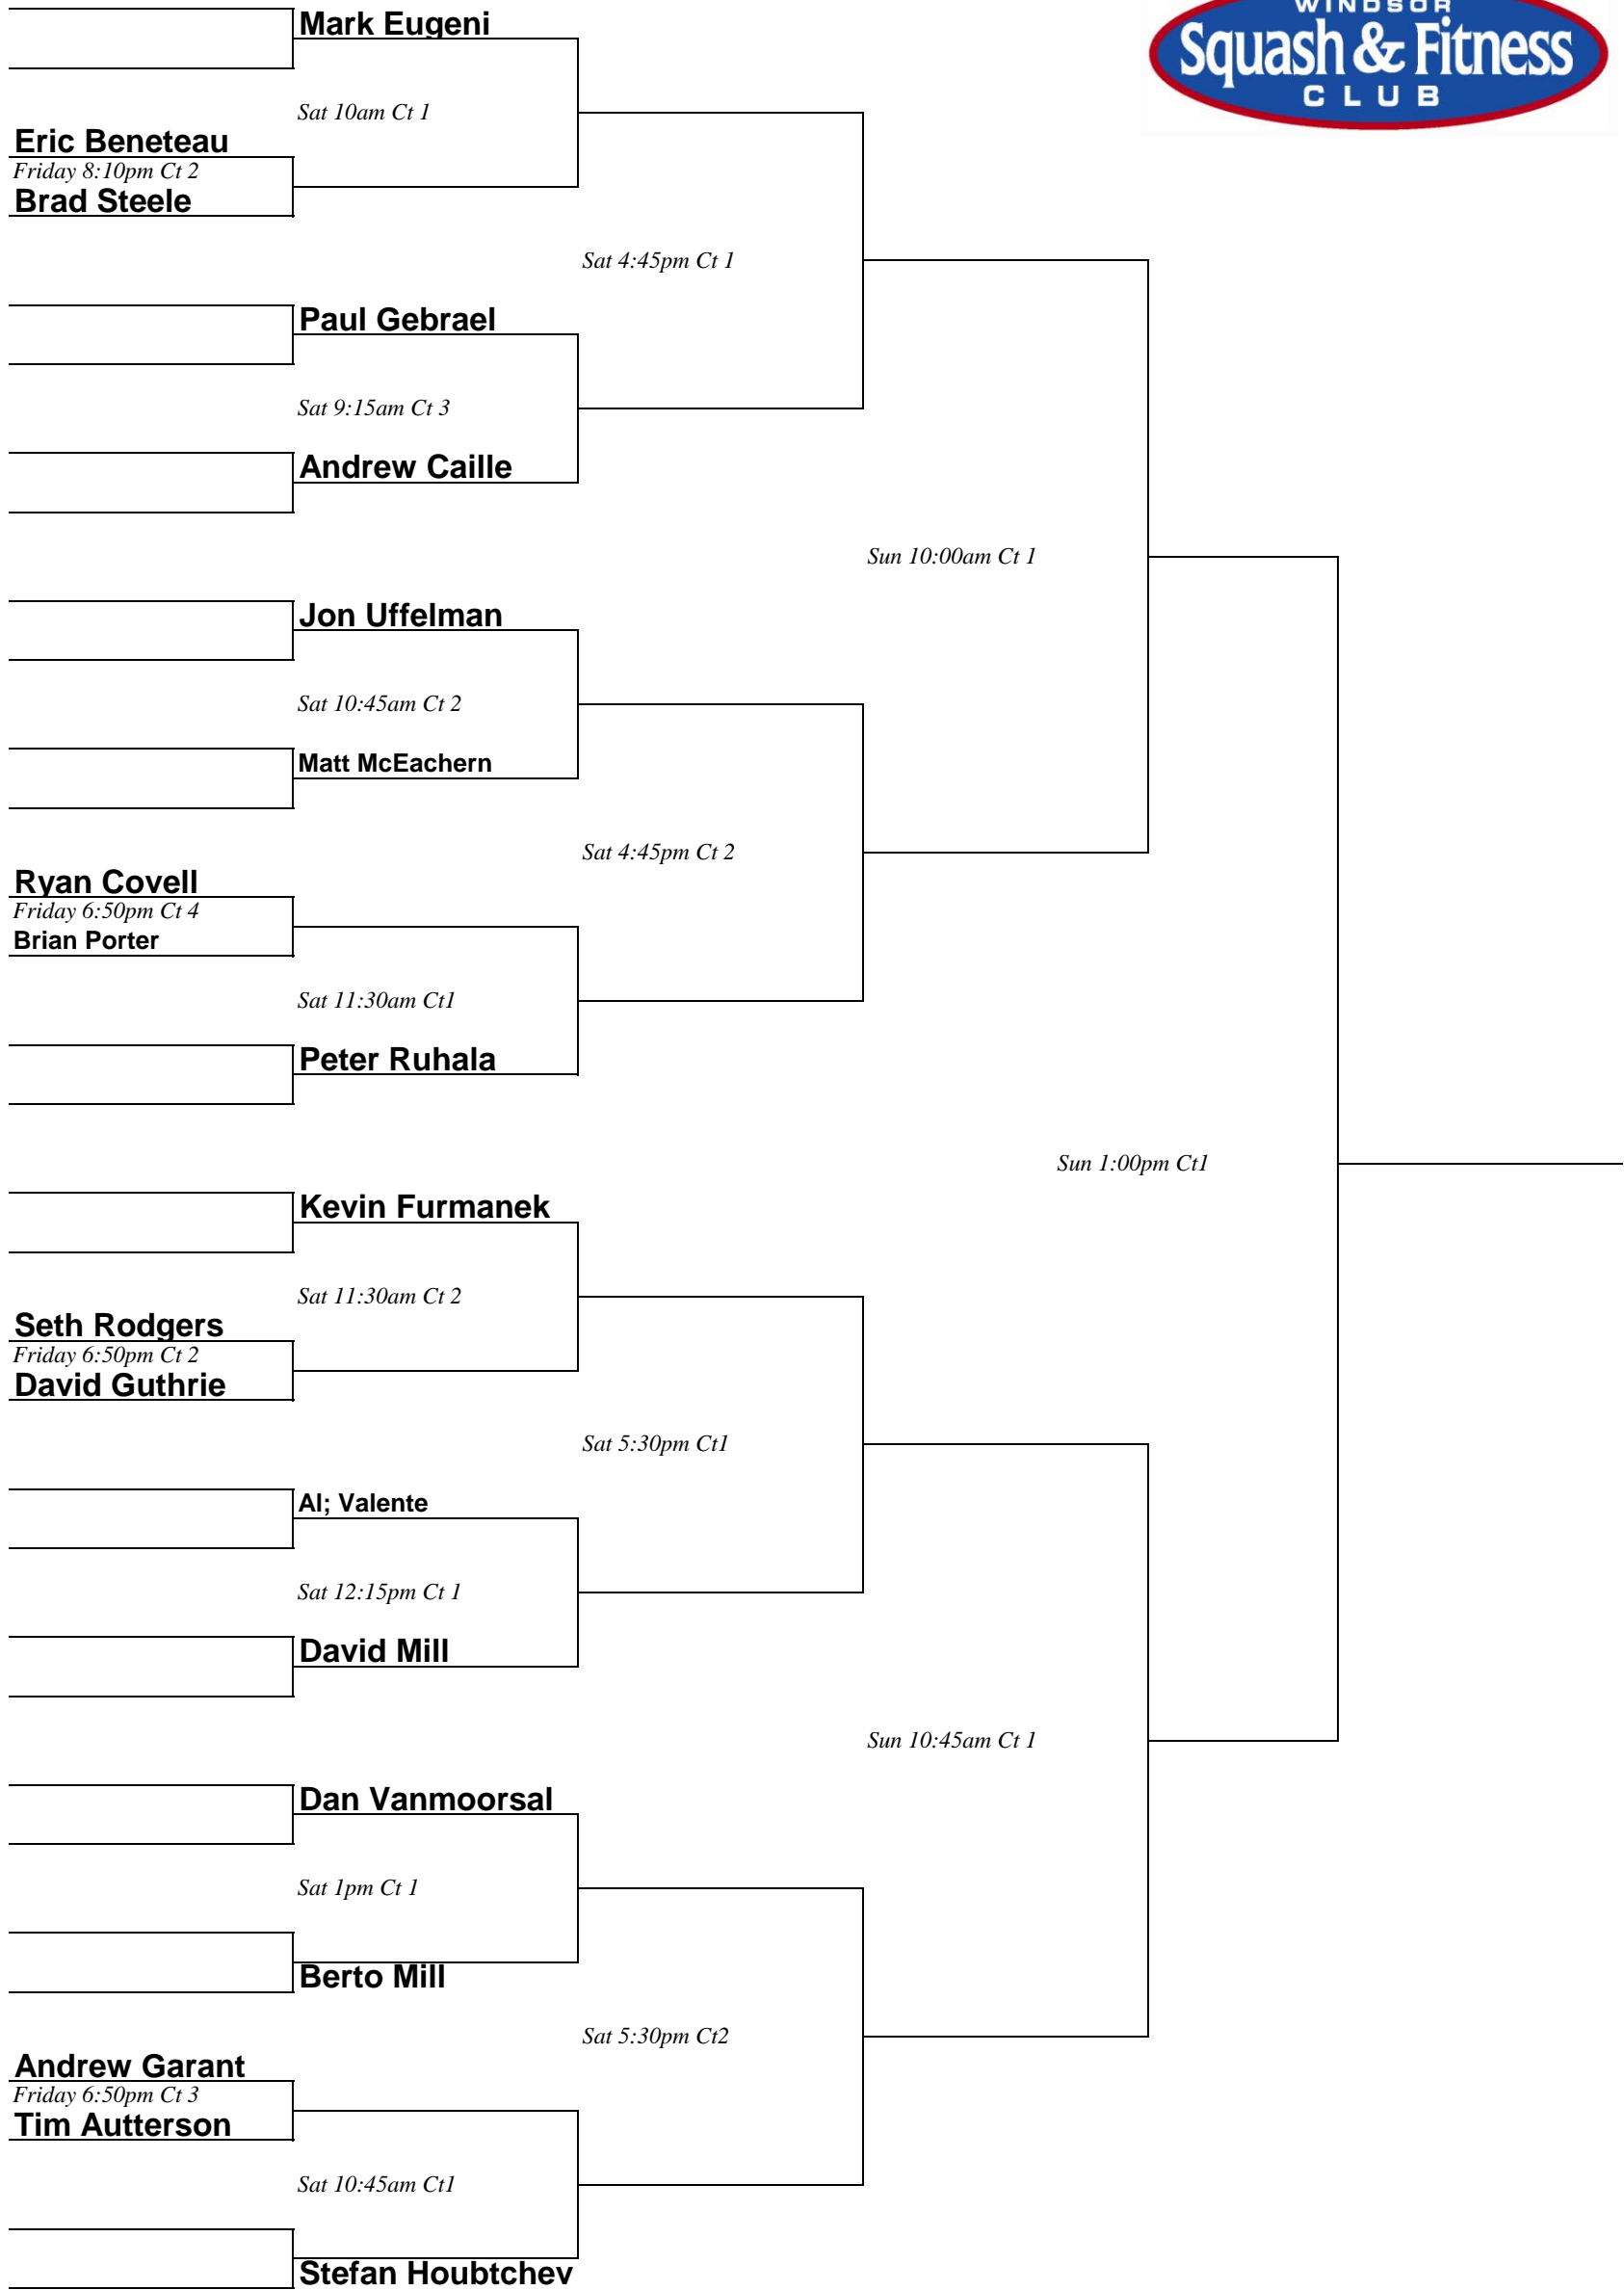 Mark Eugeni
WINDSOR
Squash & Fitness
CLUB
Sat 10am Ct 1
Eric Beneteau
Friday 8:10pm Ct 2
Brad Steele
Sat 4:45pm Ct 1
Paul Gebrael
Sat 9:15am Ct 3
Andrew Caille
Sun 10:00am Ct 1
Jon Uffelman
Sat 10:45am Ct 2
Matt McEachern
Sat 4:45pm Ct 2
Ryan Covell
Friday 6:50pm Ct 4
Brian Porter
Sat 11:30am Ct1
Peter Ruhala
Sun 1:00pm Ct1
Kevin Furmanek
Sat 11:30am Ct 2
Seth Rodgers
Friday 6:50pm Ct 2
David Guthrie
Sat 5:30pm Ct1
Al; Valente
Sat 12:15pm Ct 1
David Mill
Sun 10:45am Ct 1
Dan Vanmoorsal
Sat 1pm Ct 1
Berto Mill
Sat 5:30pm Ct2
Andrew Garant
Friday 6:50pm Ct 3
Tim Autterson
Sat 10:45am Ct1
Stefan Houbtchev